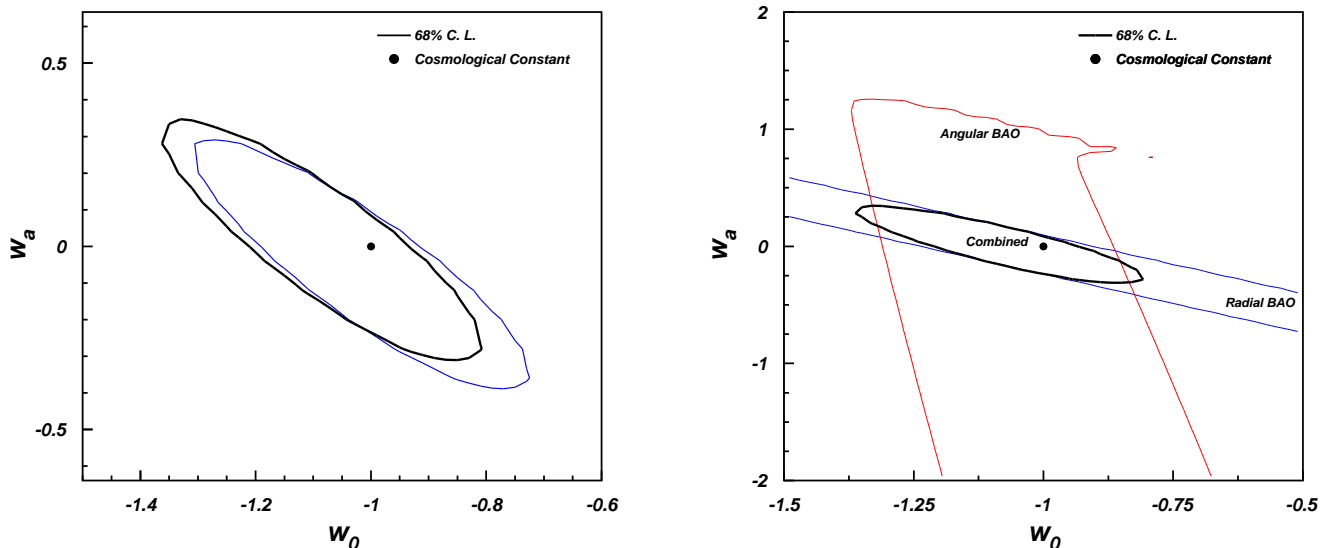 68% C. L.
Cosmological Constant
0.5
0
-0.5
w_a
-1.4
-1.2
-1
-0.8
-0.6
w_0
68% C. L.
Cosmological Constant
Angular BAO
Combined
Radial BAO
2
1
0
-1
-2
w_a
-1.5
-1.25
-1
-0.75
-0.5
w_0